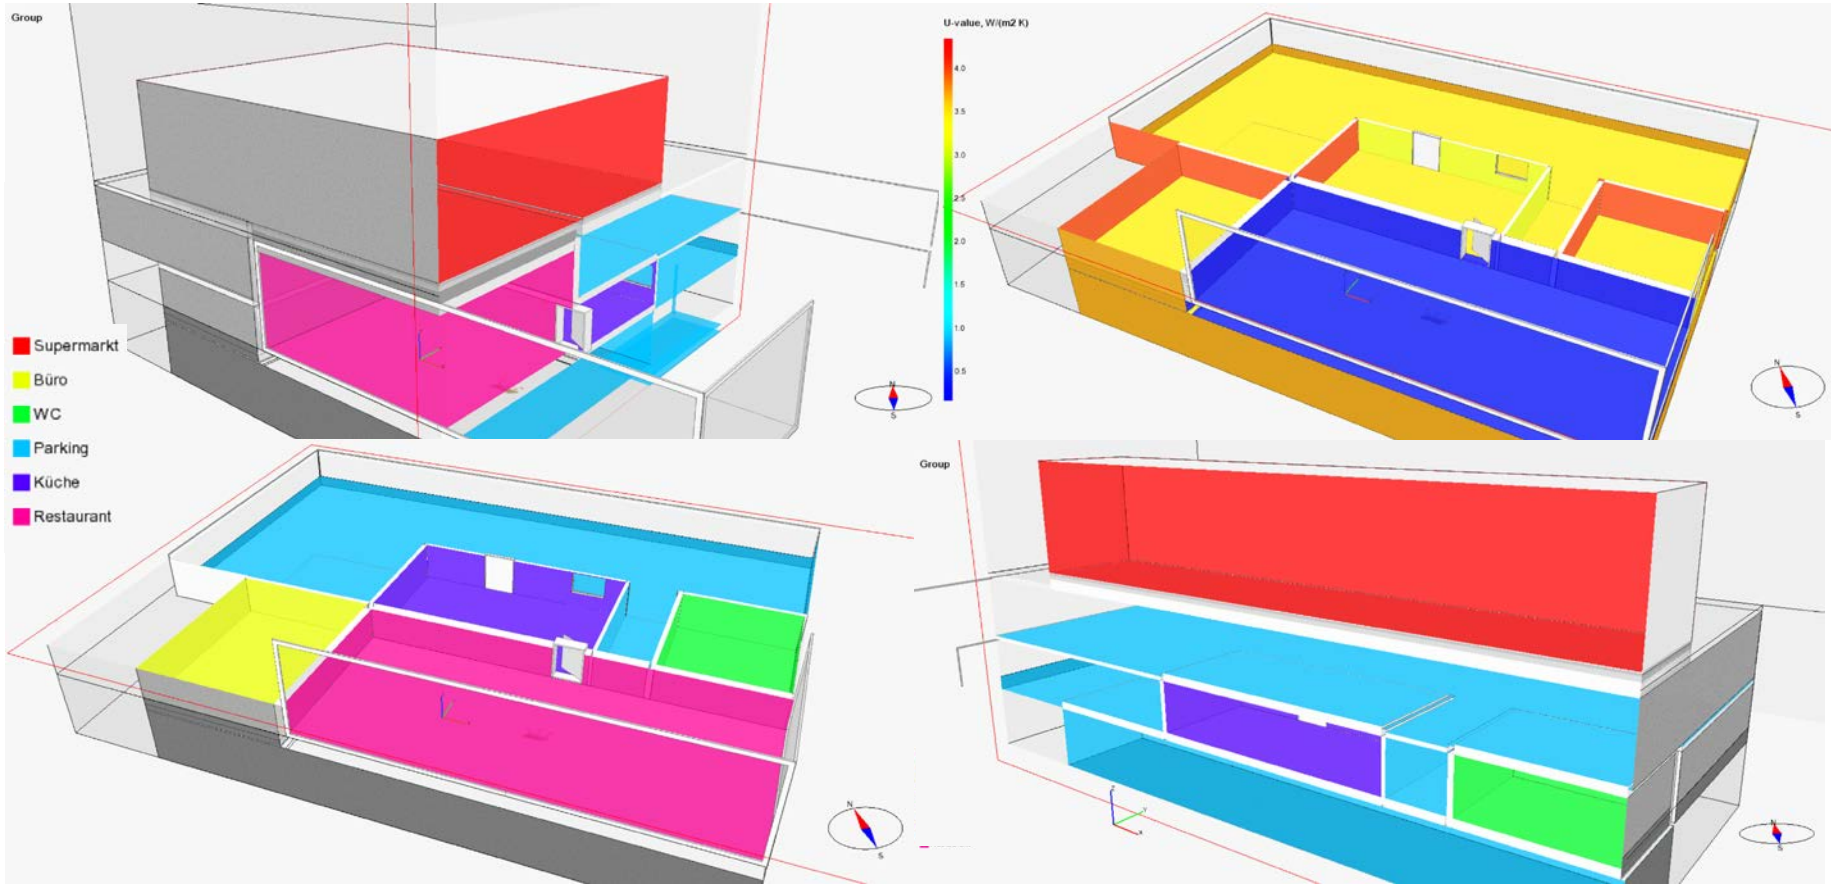 Group
U-value, W/(m2 K)
4.0
3.5
3.0
2.5
2.0
1.5
1.0
0.5
N
S
N
S
Supermarkt
Büro
WC
Parking
Küche
Restaurant
N
S
Group
Z
Y
X
N
S